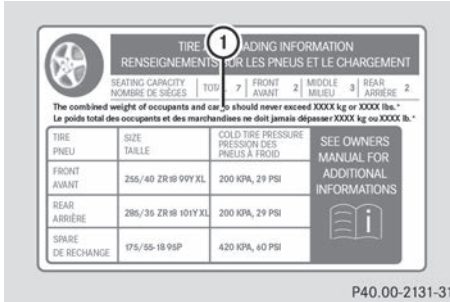 1
TIRE ADING INFORMATION
RENSEIGNEMENTS SUR LES PNEUS ET LE CHARGEMENT
SEATING CAPACITY TOTAL 7 FRONT 2 MIDDLE 3 REAR 2
NOMBRE DE SIÈGES AVANT MILIEU ARRIÈRE
The combined weight of occupants and cargo should never exceed XXXX kg or XXXX lbs.*
Le poids total des occupants et des marchandises ne doit jamais dépasser XXXX kg ou XXXX lb.*
TIRE SIZE COLD TIRE PRESSURE SEE OWNERS
PNEU TAILLE PRESSION DES MANUAL FOR
PNEUS À FROID ADDITIONAL
INFORMATIONS
FRONT
AVANT 255/40 ZR 18 99Y XL 200 KPA, 29 PSI
REAR
ARRIÈRE 285/35 ZR 18 101Y XL 200 KPA, 29 PSI
SPARE
DE RECHANGE 175/55-18 95P 420 KPA, 60 PSI
i
P40.00-2131-31